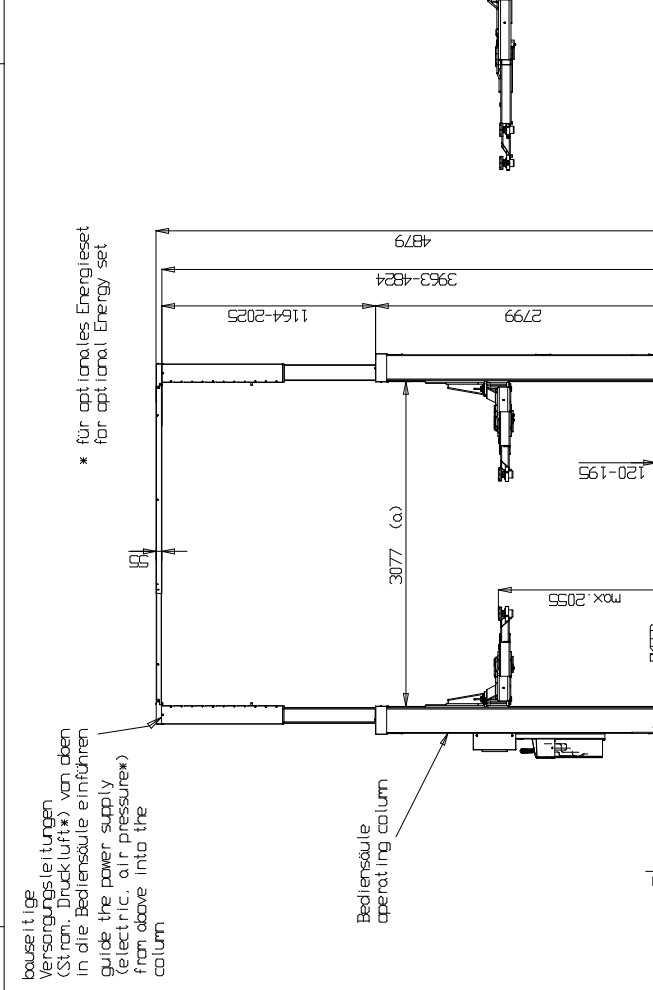 * für optionales Energieset
for optional Energy set
4879
3963-4824
1164-2025
2799
120-195
55
3077 (a)
max.2055
bauseitige
Versorgungsleitungen
(Strom, Druckluft*) von oben
in die Bediensäule einführen
guide the power supply
(electric, air pressure*)
from above into the
column
Bediensäule
operating column